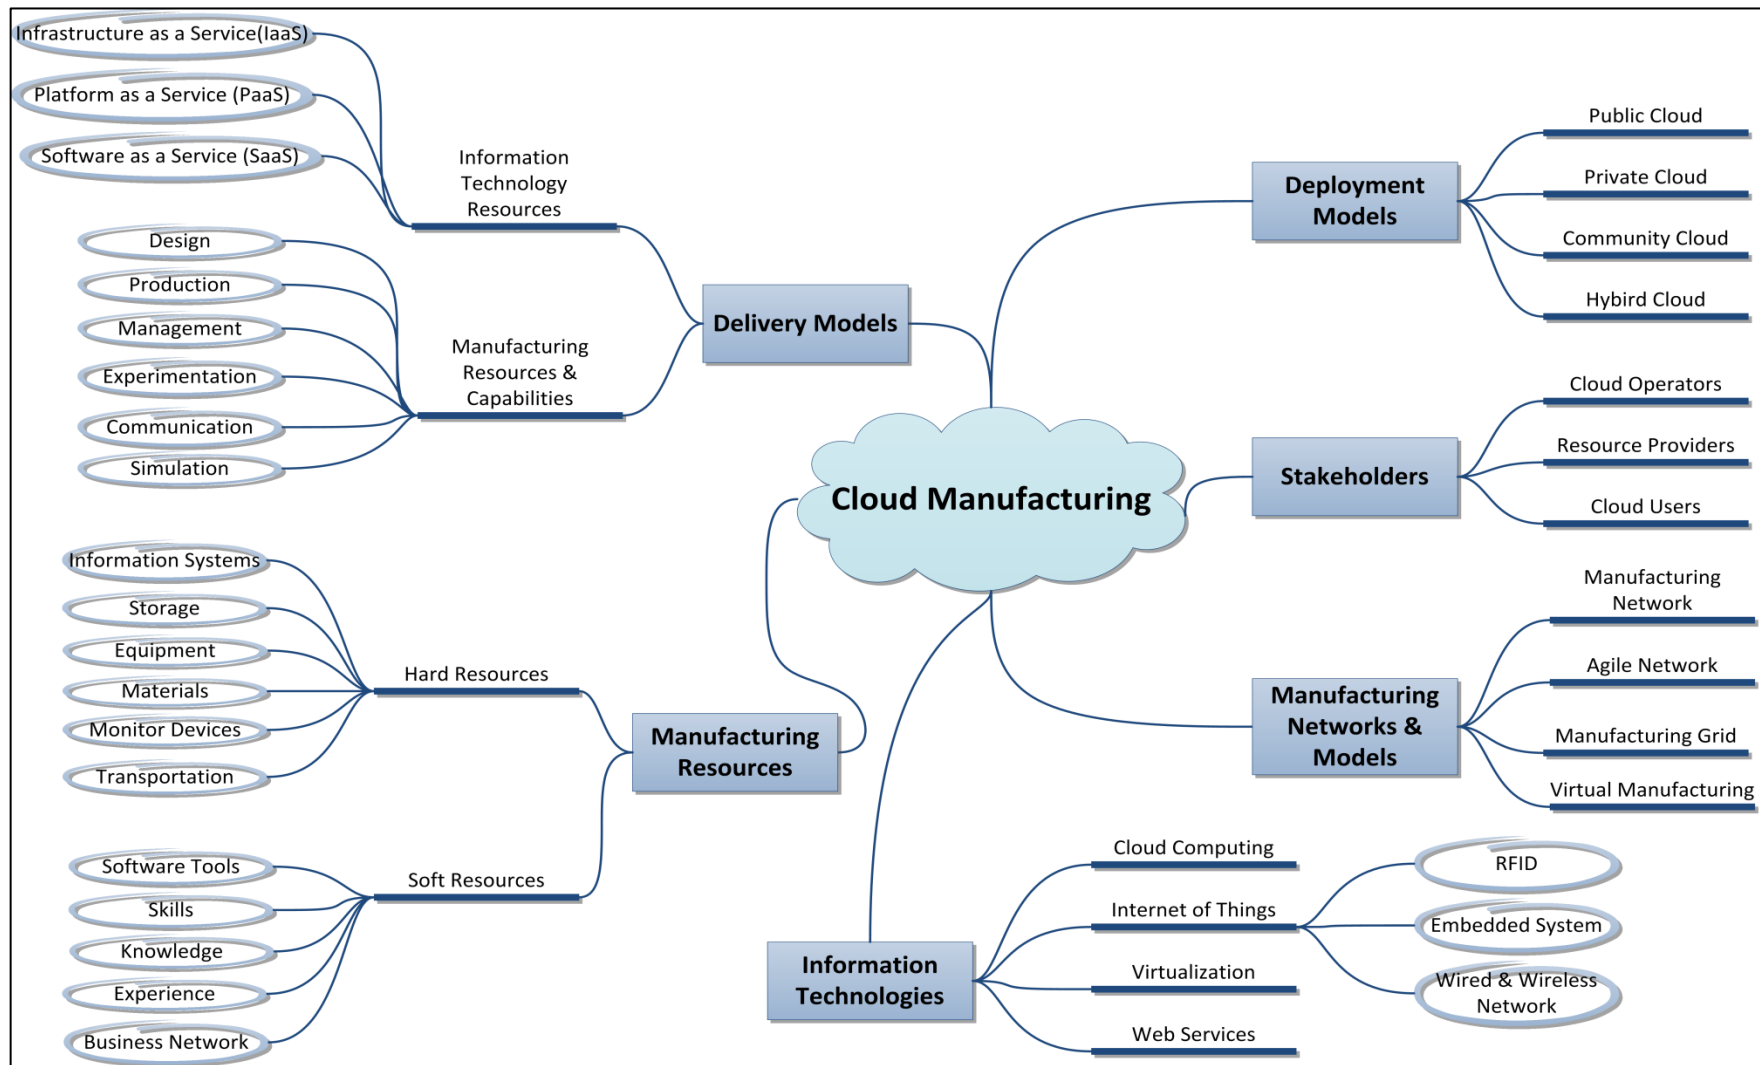 Infrastructure as a Service(IaaS)
Platform as a Service (PaaS)
Software as a Service (SaaS)
Information
Technology
Resources
Design
Production
Management
Experimentation
Communication
Simulation
Manufacturing
Resources &
Capabilities
Delivery Models
Information Systems
Storage
Equipment
Materials
Monitor Devices
Transportation
Hard Resources
Software Tools
Skills
Knowledge
Experience
Business Network
Soft Resources
Manufacturing
Resources
Cloud Manufacturing
Deployment
Models
Public Cloud
Private Cloud
Community Cloud
Hybird Cloud
Stakeholders
Cloud Operators
Resource Providers
Cloud Users
Manufacturing
Networks &
Models
Manufacturing
Network
Agile Network
Manufacturing Grid
Virtual Manufacturing
Information
Technologies
Cloud Computing
Internet of Things
Virtualization
Web Services
RFID
Embedded System
Wired & Wireless
Network